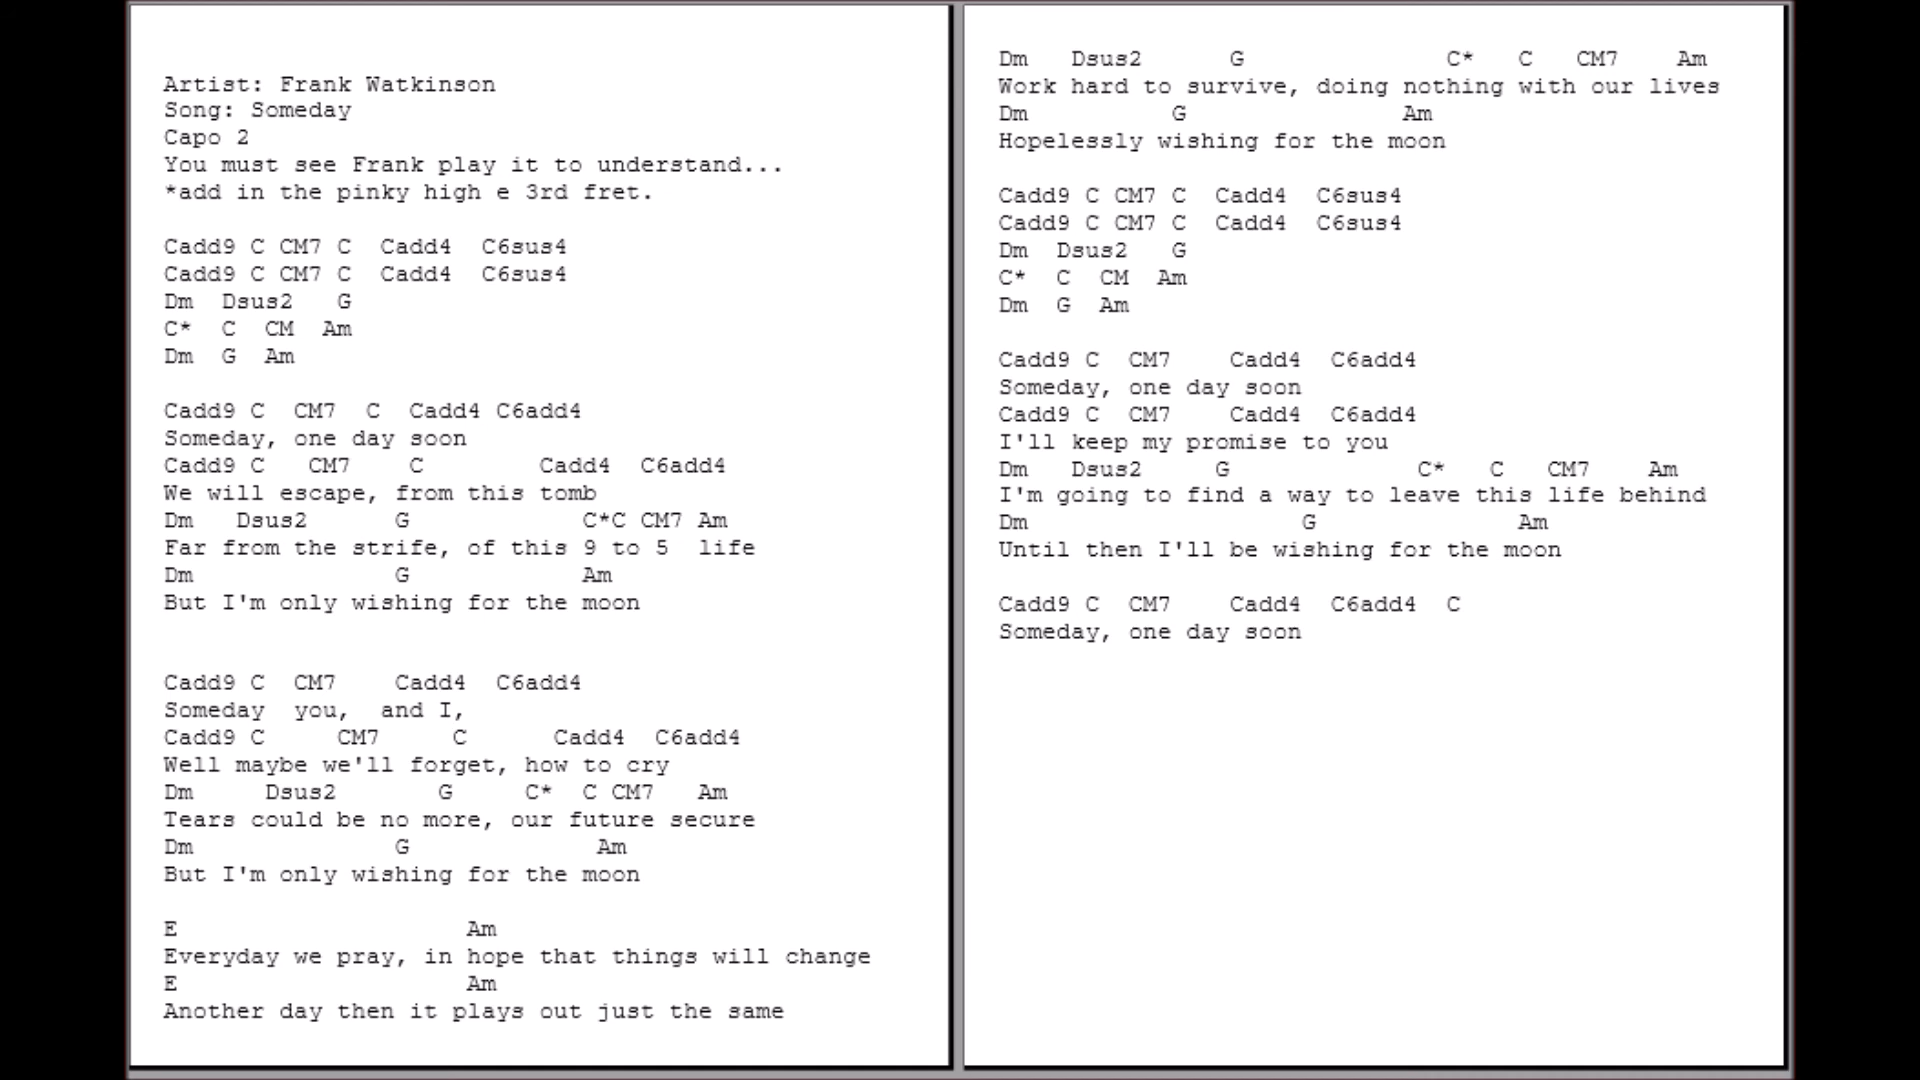 Artist: Frank Watkinson
Song: Someday
Capo 2
You must see Frank play it to understand...
*add in the pinky high e 3rd fret.

Cadd9 C CM7 C  Cadd4  C6sus4
Cadd9 C CM7 C  Cadd4  C6sus4
Dm  Dsus2   G
C*  C  CM  Am
Dm  G  Am

Cadd9 C  CM7  C  Cadd4 C6add4
Someday, one day soon
Cadd9 C   CM7    C        Cadd4  C6add4
We will escape, from this tomb
Dm   Dsus2      G            C*C CM7 Am
Far from the strife, of this 9 to 5  life
Dm              G            Am
But I'm only wishing for the moon

Cadd9 C  CM7    Cadd4  C6add4
Someday  you,  and I,
Cadd9 C     CM7     C      Cadd4  C6add4
Well maybe we'll forget, how to cry
Dm     Dsus2       G     C*  C CM7   Am
Tears could be no more, our future secure
Dm              G             Am
But I'm only wishing for the moon

E                    Am
Everyday we pray, in hope that things will change
E                    Am
Another day then it plays out just the same

Dm   Dsus2      G              C*   C   CM7    Am
Work hard to survive, doing nothing with our lives
Dm          G               Am
Hopelessly wishing for the moon

Cadd9 C CM7 C  Cadd4  C6sus4
Cadd9 C CM7 C  Cadd4  C6sus4
Dm  Dsus2   G
C*  C  CM  Am
Dm  G  Am

Cadd9 C  CM7    Cadd4  C6add4
Someday, one day soon
Cadd9 C  CM7    Cadd4  C6add4
I'll keep my promise to you
Dm   Dsus2     G             C*   C   CM7    Am
I'm going to find a way to leave this life behind
Dm                   G              Am
Until then I'll be wishing for the moon

Cadd9 C  CM7    Cadd4  C6add4  C
Someday, one day soon